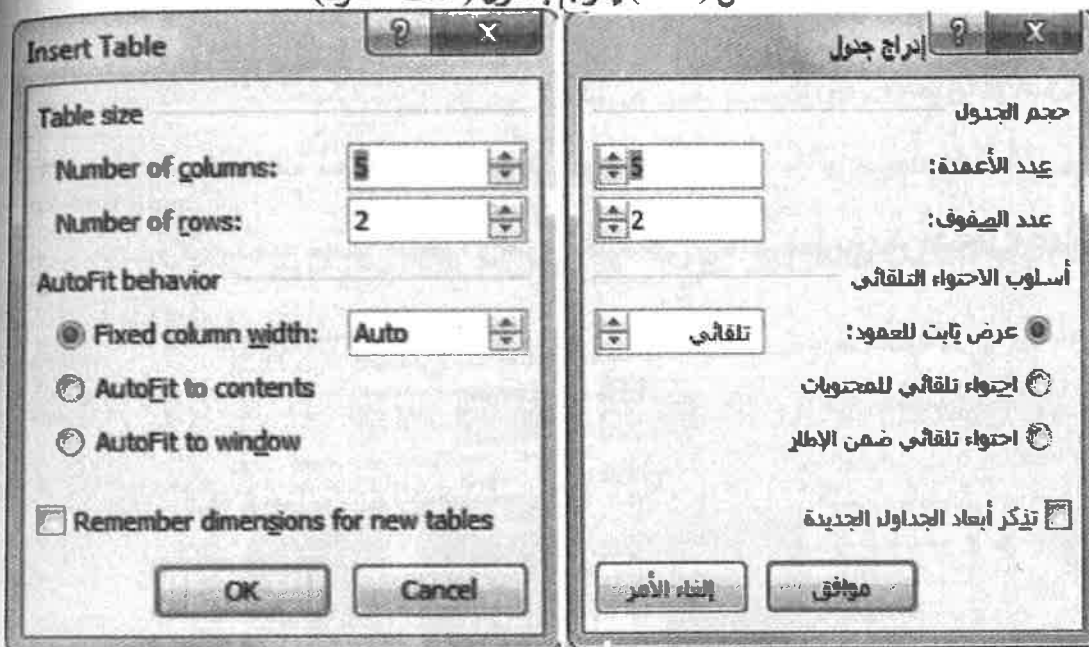 Insert Table
Table size
Number of columns: 5
Number of rows: 2
AutoFit behavior
Fixed column width: Auto
AutoFit to contents
AutoFit to window
Remember dimensions for new tables
OK Cancel
إدراج جدول
حجم الجدول
عدد الأعمدة: 5
عدد الصفوف: 2
أسلوب الاحتواء التلقائي
عرض ثابت للعمود: تلقائي
احتواء تلقائي للمحتويات
احتواء تلقائي ضمن الإطار
تذكر أبعاد الجداول الجديدة
موافق إلغاء الأمر